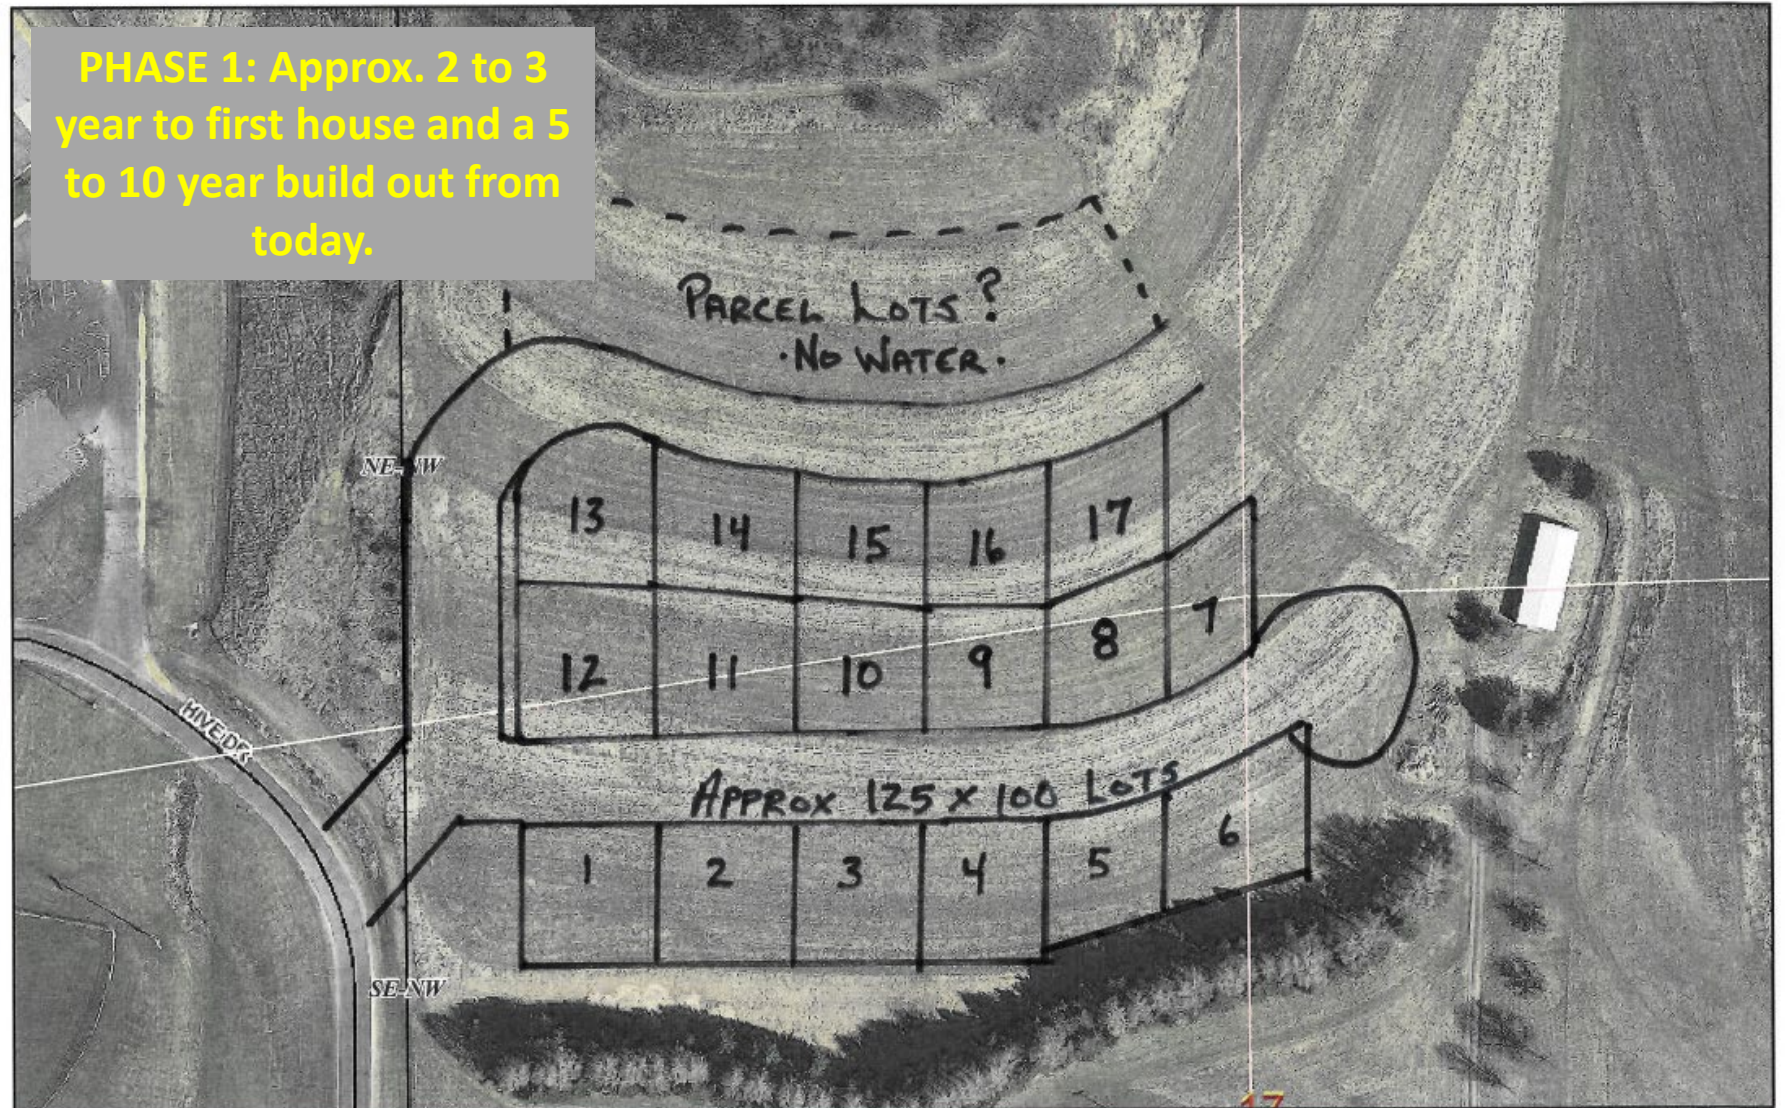 PHASE 1: Approx. 2 to 3
year to first house and a 5
to 10 year build out from
today.
PARCEL LOTS?
· NO WATER ·
NE-NW
13
14
15
16
17
12
11
10
9
8
7
HIVE DR
APPROX 125 x 100 LOTS
1
2
3
4
5
6
SE-NW
17